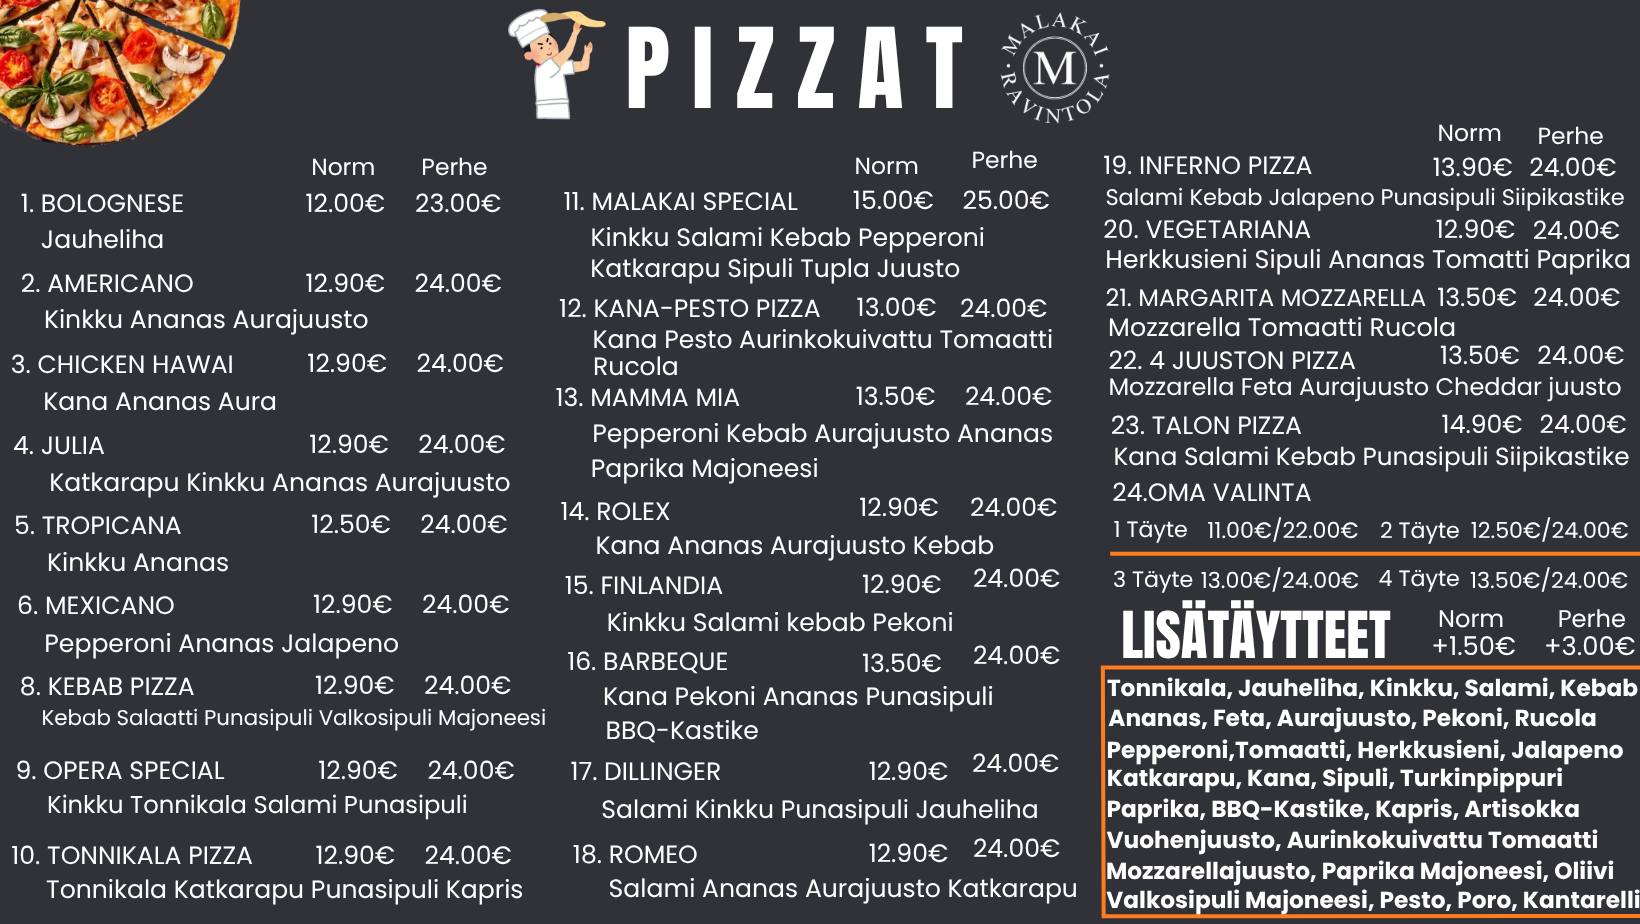 PIZZAT
MALAKAI
M
RAVINTOLA
Norm Perhe
1. BOLOGNESE 12.00€ 23.00€
Jauheliha
2. AMERICANO 12.90€ 24.00€
Kinkku Ananas Aurajuusto
3. CHICKEN HAWAI 12.90€ 24.00€
Kana Ananas Aura
4. JULIA 12.90€ 24.00€
Katkarapu Kinkku Ananas Aurajuusto
5. TROPICANA 12.50€ 24.00€
Kinkku Ananas
6. MEXICANO 12.90€ 24.00€
Pepperoni Ananas Jalapeno
8. KEBAB PIZZA 12.90€ 24.00€
Kebab Salaatti Punasipuli Valkosipuli Majoneesi
9. OPERA SPECIAL 12.90€ 24.00€
Kinkku Tonnikala Salami Punasipuli
10. TONNIKALA PIZZA 12.90€ 24.00€
Tonnikala Katkarapu Punasipuli Kapris
Norm Perhe
11. MALAKAI SPECIAL 15.00€ 25.00€
Kinkku Salami Kebab Pepperoni
Katkarapu Sipuli Tupla Juusto
12. KANA-PESTO PIZZA 13.00€ 24.00€
Kana Pesto Aurinkokuivattu Tomaatti
Rucola
13. MAMMA MIA 13.50€ 24.00€
Pepperoni Kebab Aurajuusto Ananas
Paprika Majoneesi
14. ROLEX 12.90€ 24.00€
Kana Ananas Aurajuusto Kebab
15. FINLANDIA 12.90€ 24.00€
Kinkku Salami kebab Pekoni
16. BARBEQUE 13.50€ 24.00€
Kana Pekoni Ananas Punasipuli
BBQ-Kastike
17. DILLINGER 12.90€ 24.00€
Salami Kinkku Punasipuli Jauheliha
18. ROMEO 12.90€ 24.00€
Salami Ananas Aurajuusto Katkarapu
Norm Perhe
19. INFERNO PIZZA 13.90€ 24.00€
Salami Kebab Jalapeno Punasipuli Siipikastike
20. VEGETARIANA 12.90€ 24.00€
Herkkusieni Sipuli Ananas Tomatti Paprika
21. MARGARITA MOZZARELLA 13.50€ 24.00€
Mozzarella Tomaatti Rucola
22. 4 JUUSTON PIZZA 13.50€ 24.00€
Mozzarella Feta Aurajuusto Cheddar juusto
23. TALON PIZZA 14.90€ 24.00€
Kana Salami Kebab Punasipuli Siipikastike
24.OMA VALINTA
1 Täyte 11.00€/22.00€ 2 Täyte 12.50€/24.00€
3 Täyte 13.00€/24.00€ 4 Täyte 13.50€/24.00€
LISÄTÄYTTEET Norm Perhe
+1.50€ +3.00€
Tonnikala, Jauheliha, Kinkku, Salami, Kebab
Ananas, Feta, Aurajuusto, Pekoni, Rucola
Pepperoni,Tomaatti, Herkkusieni, Jalapeno
Katkarapu, Kana, Sipuli, Turkinpippuri
Paprika, BBQ-Kastike, Kapris, Artisokka
Vuohenjuusto, Aurinkokuivattu Tomaatti
Mozzarellajuusto, Paprika Majoneesi, Oliivi
Valkosipuli Majoneesi, Pesto, Poro, Kantarelli